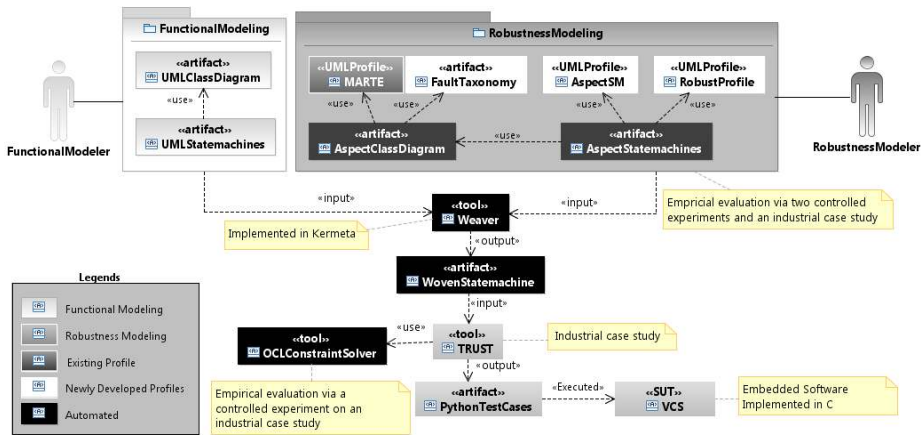 FunctionalModeling
«artifact»
UMLClassDiagram
«use»
«artifact»
UMLStatemachines
FunctionalModeler
RobustnessModeling
«UMLProfile»
MARTE
«artifact»
FaultTaxonomy
«UMLProfile»
AspectSM
«UMLProfile»
RobustProfile
«use»
«use»
«use»
«use»
«artifact»
AspectClassDiagram
«use»
«artifact»
AspectStatemachines
RobustnessModeler
«input»
«input»
«tool»
Weaver
Implemented in Kermeta
Emprical evaluation via two controlled
experiments and an industrial case study
«output»
«artifact»
WovenStatemachine
«input»
Legends
Functional Modeling
Robustness Modeling
Existing Profile
Newly Developed Profiles
Automated
«tool»
OCLConstraintSolver
«use»
«tool»
TRUST
Industrial case study
«output»
Empirical evaluation via a
controlled experiment on an
industrial case study
«artifact»
PythonTestCases
«Executed»
«SUT»
VCS
Embedded Software
Implemented in C